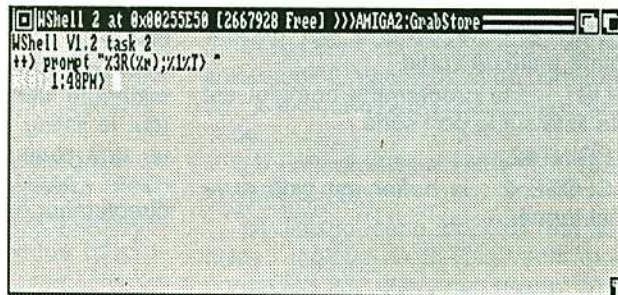 WShell 2 at 0x00255E50 [2667928 Free] >>>AMIGA2:GrabStore
WShell V1.2 task 2
++> prompt "%3R(%r);%1%T> "
1:48PM>